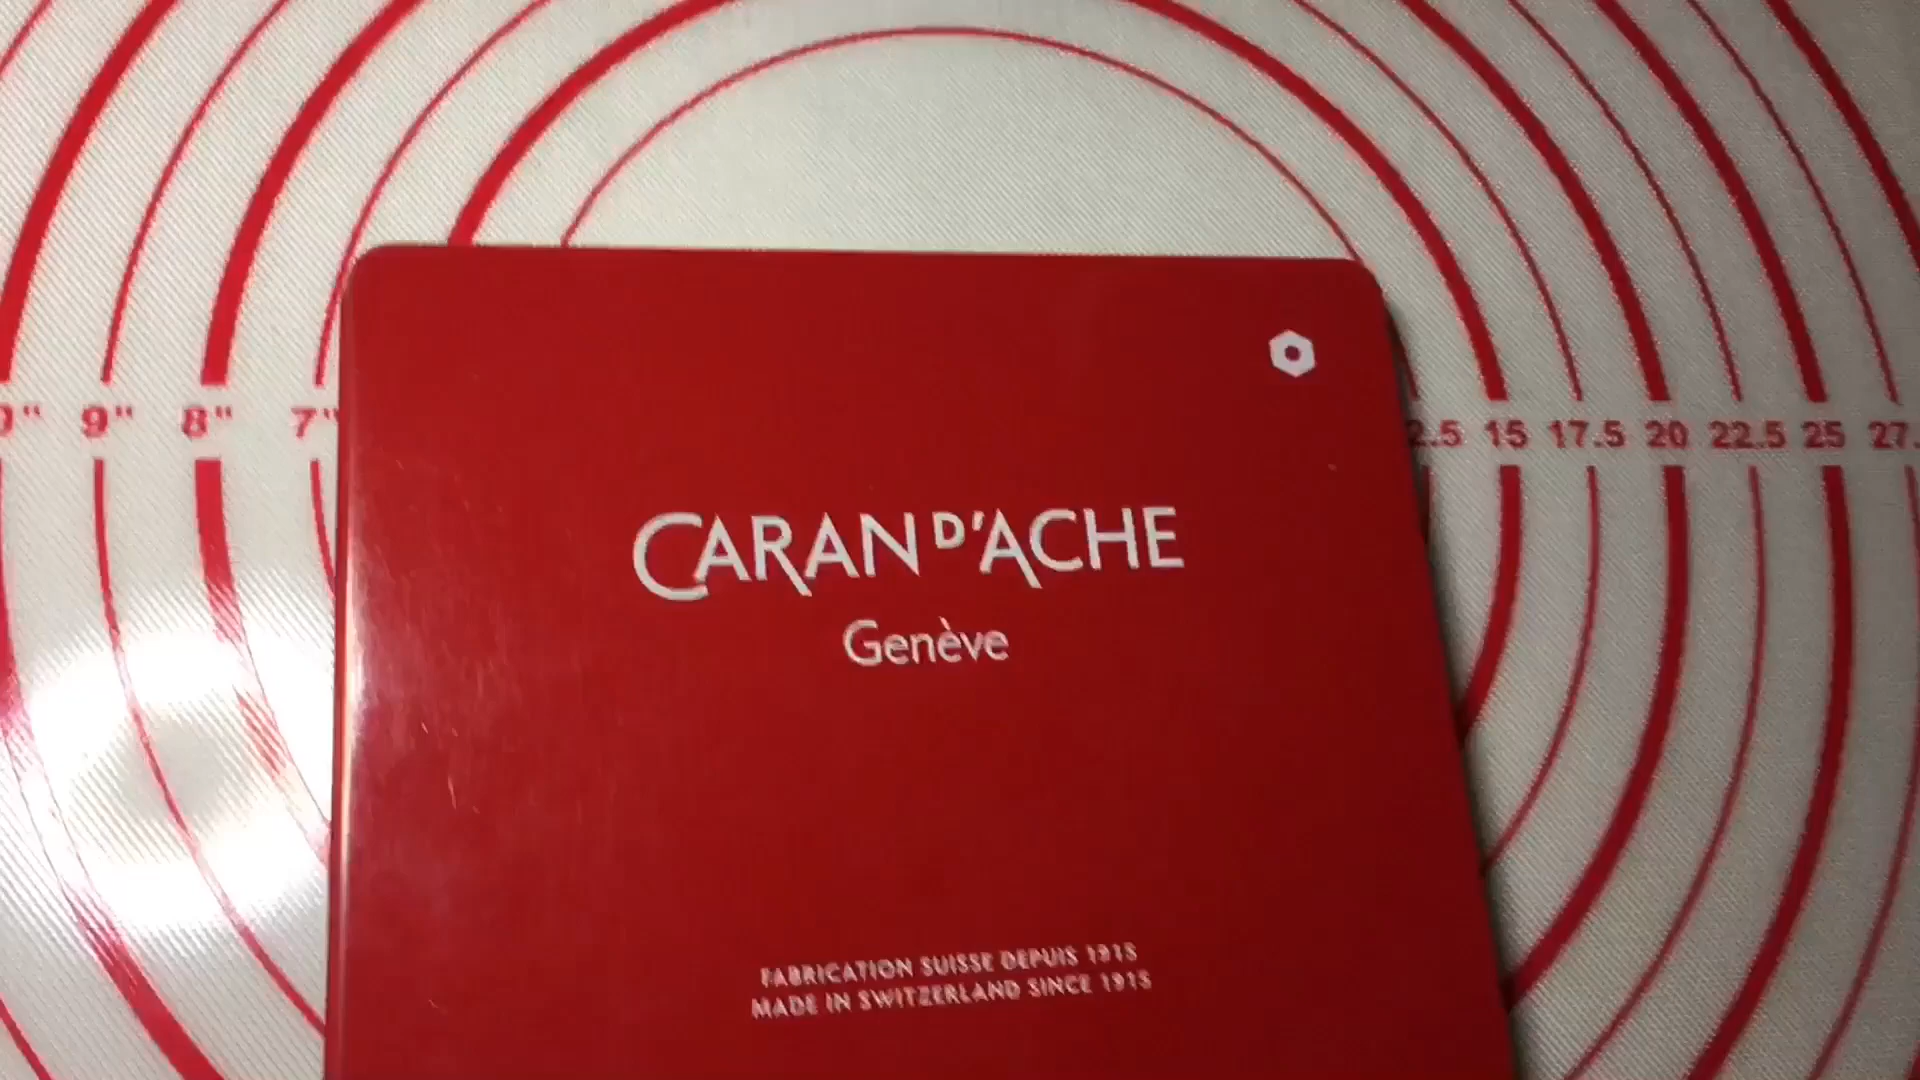 9"
8"
7"
15
17.5
20
22.5
25
CARAN D'ACHE
Genève
FABRICATION SUISSE DEPUIS 1915
MADE IN SWITZERLAND SINCE 1915